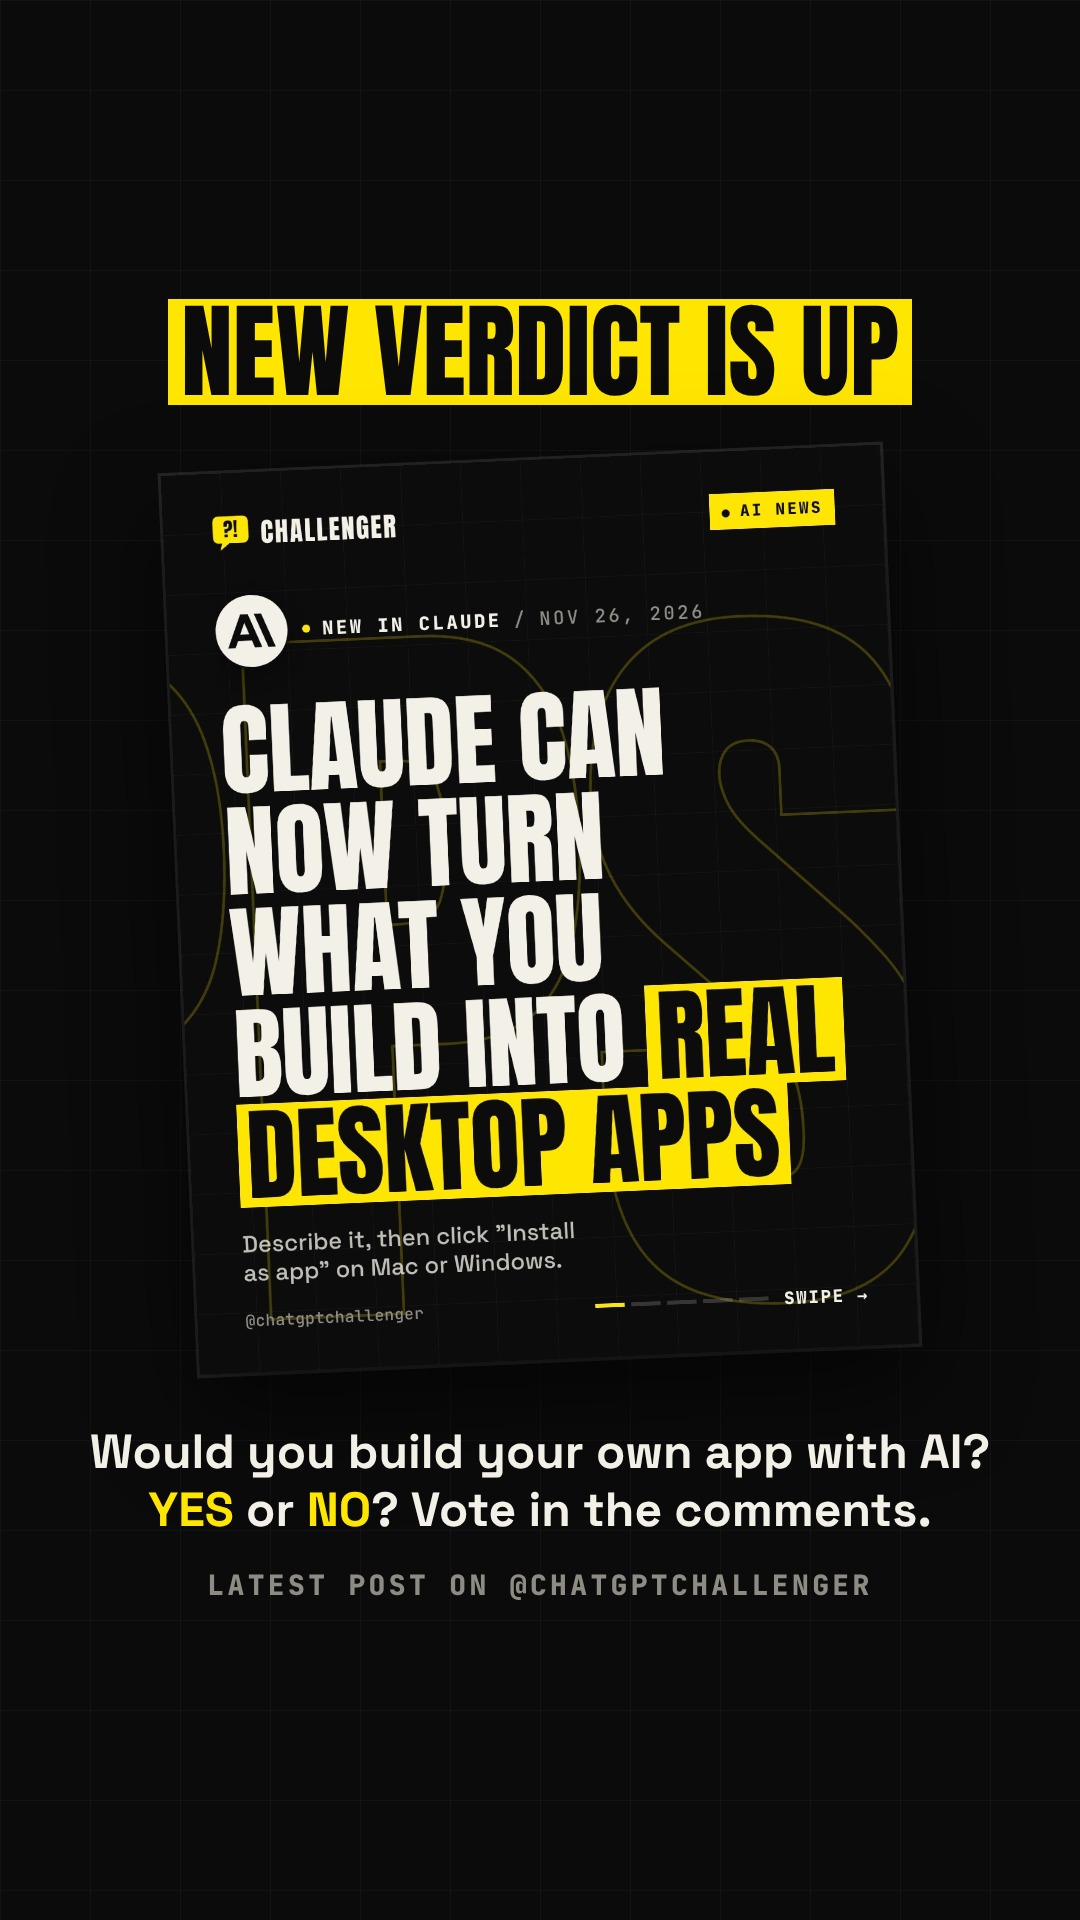 NEW VERDICT IS UP
?! CHALLENGER
• AI NEWS
AI • NEW IN CLAUDE / NOV 26, 2026
CLAUDE CAN
NOW TURN
WHAT YOU
BUILD INTO REAL
DESKTOP APPS
Describe it, then click ”Install
as app” on Mac or Windows.
@chatgptchallenger
SWIPE →
Would you build your own app with AI?
YES or NO? Vote in the comments.
LATEST POST ON @CHATGPTCHALLENGER